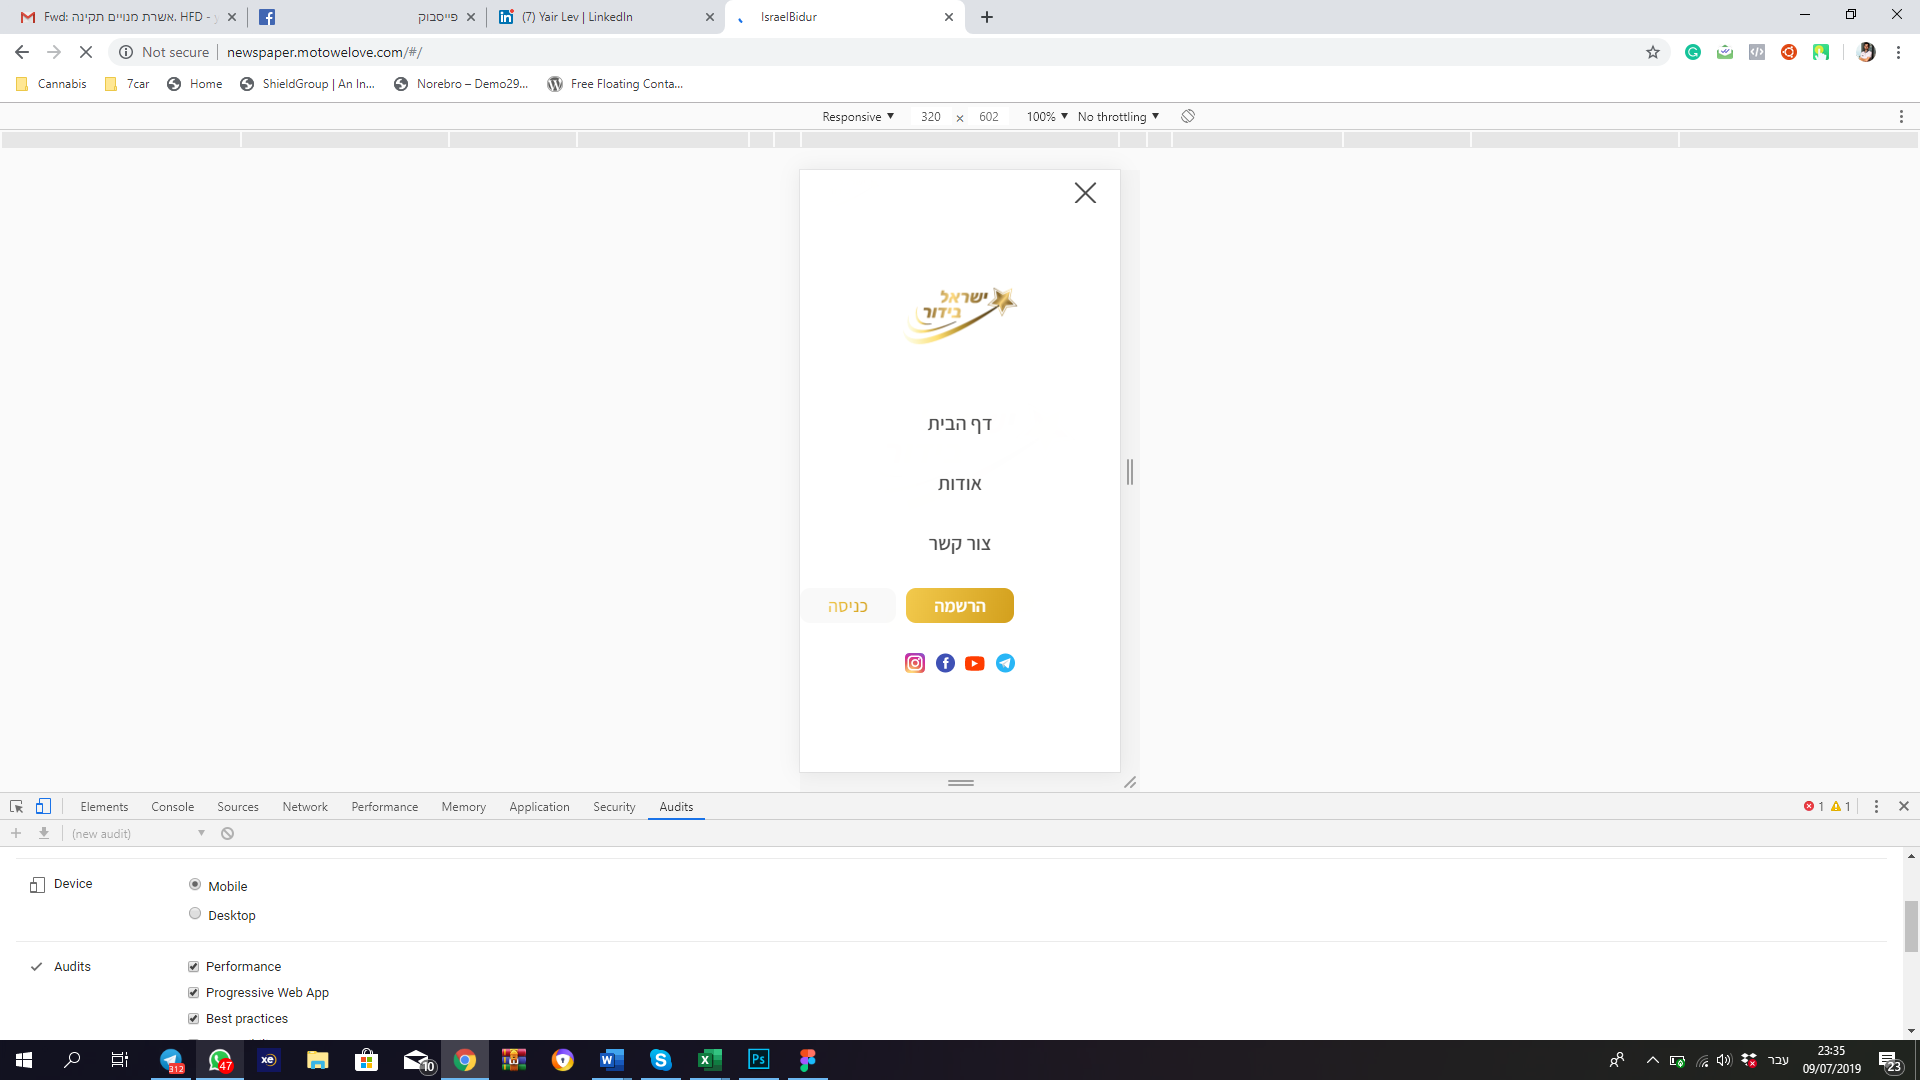 Fwd: אשרת מנויים תקינה. HFD -
פייסבוק
(7) Yair Lev | LinkedIn
IsraelBidur
Not secure
newspaper.motowelove.com/#/
Cannabis
7car
Home
ShieldGroup | An In...
Norebro – Demo29...
Free Floating Conta...
Responsive
320
x
602
100%
No throttling
ישראל
בידור
דף הבית
אודות
צור קשר
הרשמה
כניסה
Elements
Console
Sources
Network
Performance
Memory
Application
Security
Audits
1
1
(new audit)
Device
Mobile
Desktop
Audits
Performance
Progressive Web App
Best practices
312
47
xe
10
Ps
עבר
23:35
09/07/2019
23